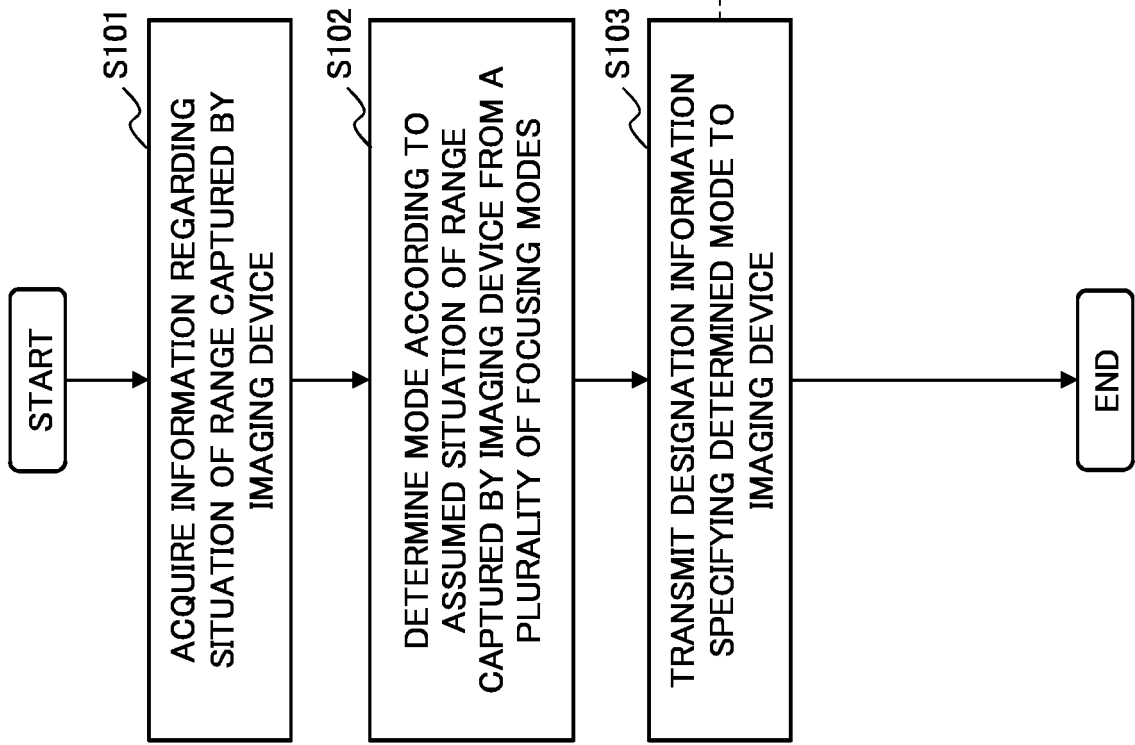 START
S101
ACQUIRE INFORMATION REGARDING
SITUATION OF RANGE CAPTURED BY
IMAGING DEVICE
S102
DETERMINE MODE ACCORDING TO
ASSUMED SITUATION OF RANGE
CAPTURED BY IMAGING DEVICE FROM A
PLURALITY OF FOCUSING MODES
S103
TRANSMIT DESIGNATION INFORMATION
SPECIFYING DETERMINED MODE TO
IMAGING DEVICE
END